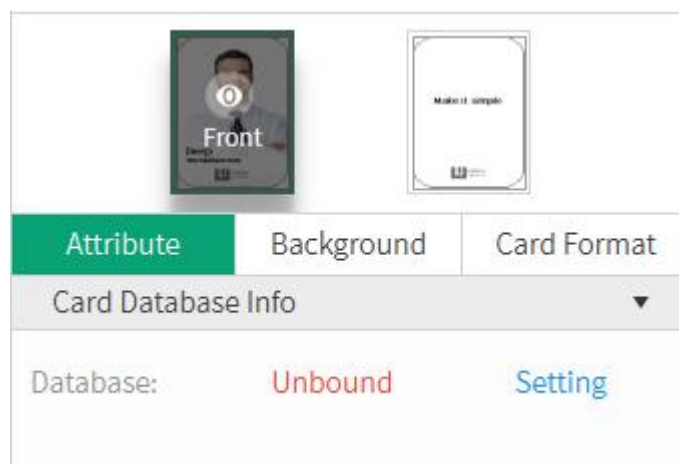 Front
Make it simple
Attribute
Background
Card Format
Card Database Info
Database:
Unbound
Setting